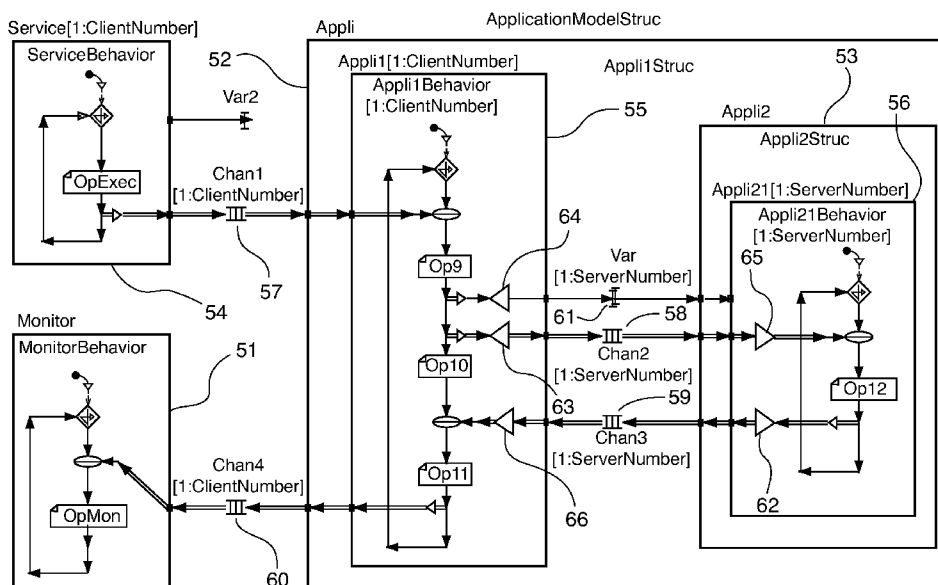 Service[1:ClientNumber]
ServiceBehavior
OpExec
Var2
Chan1
[1:ClientNumber]
57
54
52
Appli
ApplicationModelStruc
Appli1[1:ClientNumber]
Appli1Behavior
[1:ClientNumber]
Appli1Struc
53
55
Op9
Op10
Op11
64
Var
[1:ServerNumber]
61
58
Chan2
[1:ServerNumber]
63
59
Chan3
[1:ServerNumber]
66
Appli2
Appli2Struc
56
Appli21[1:ServerNumber]
Appli21Behavior
[1:ServerNumber]
65
Op12
62
Monitor
MonitorBehavior
51
OpMon
Chan4
[1:ClientNumber]
60